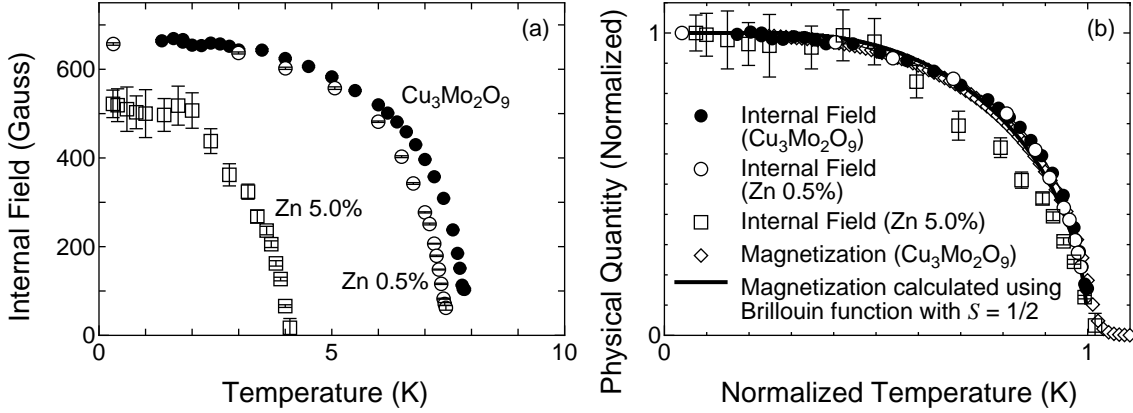 (a)
Internal Field (Gauss)
600
400
200
0
Cu₃Mo₂O₉
Zn 5.0%
Zn 0.5%
0
5
10
Temperature (K)
(b)
Physical Quantity (Normalized)
1
0
Internal Field
(Cu₃Mo₂O₉)
Internal Field
(Zn 0.5%)
Internal Field (Zn 5.0%)
Magnetization (Cu₃Mo₂O₉)
Magnetization calculated using
Brillouin function with S = 1/2
0
1
Normalized Temperature (K)